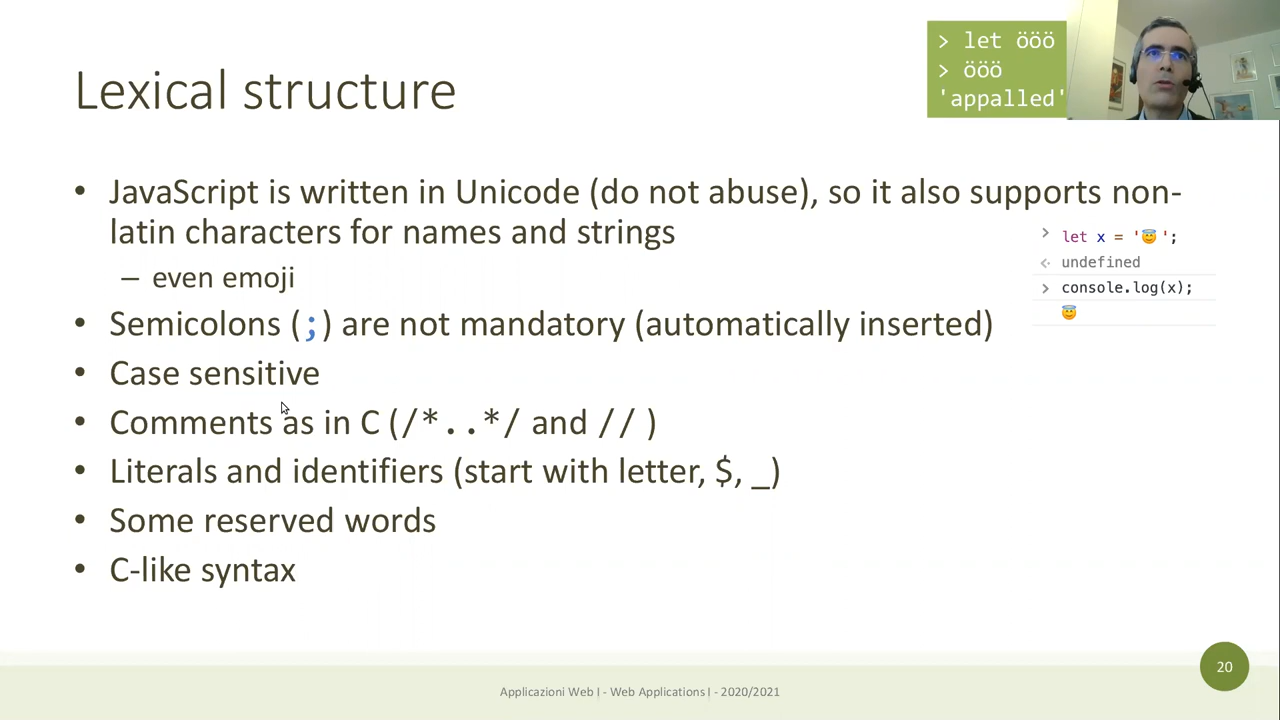 Lexical structure
> let ööö
> ööö
'appalled'
• JavaScript is written in Unicode (do not abuse), so it also supports non-
latin characters for names and strings
– even emoji
> let x = '😇';
undefined
> console.log(x);
😇
• Semicolons (;) are not mandatory (automatically inserted)
• Case sensitive
• Comments as in C (/*..*/ and // )
• Literals and identifiers (start with letter, $, _)
• Some reserved words
• C-like syntax
Applicazioni Web I - Web Applications I - 2020/2021
20